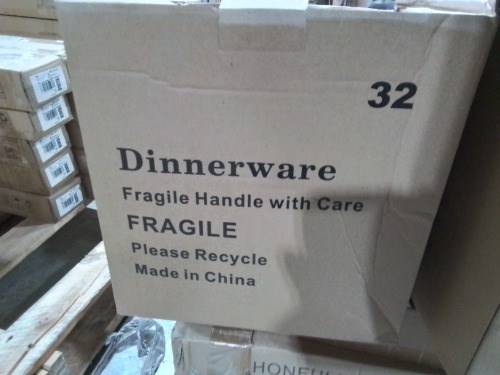 32
Dinnerware
Fragile Handle with Care
FRAGILE
Please Recycle
Made in China